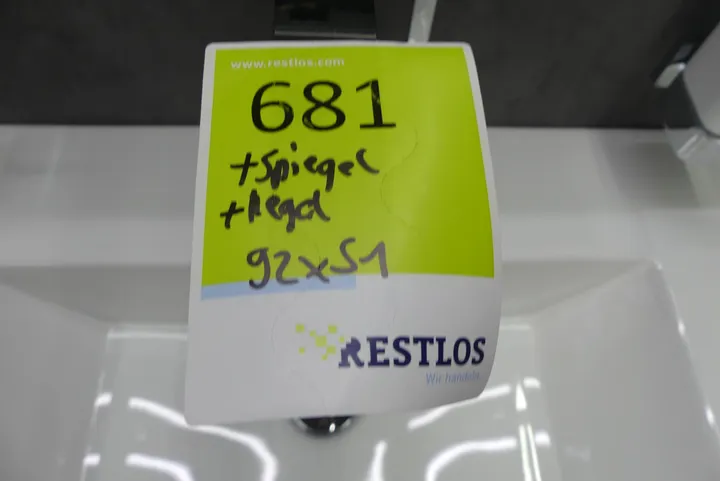 www.restlos.com
681
+Spiegel
+Regal
92x51
RESTLOS
Wir handeln.